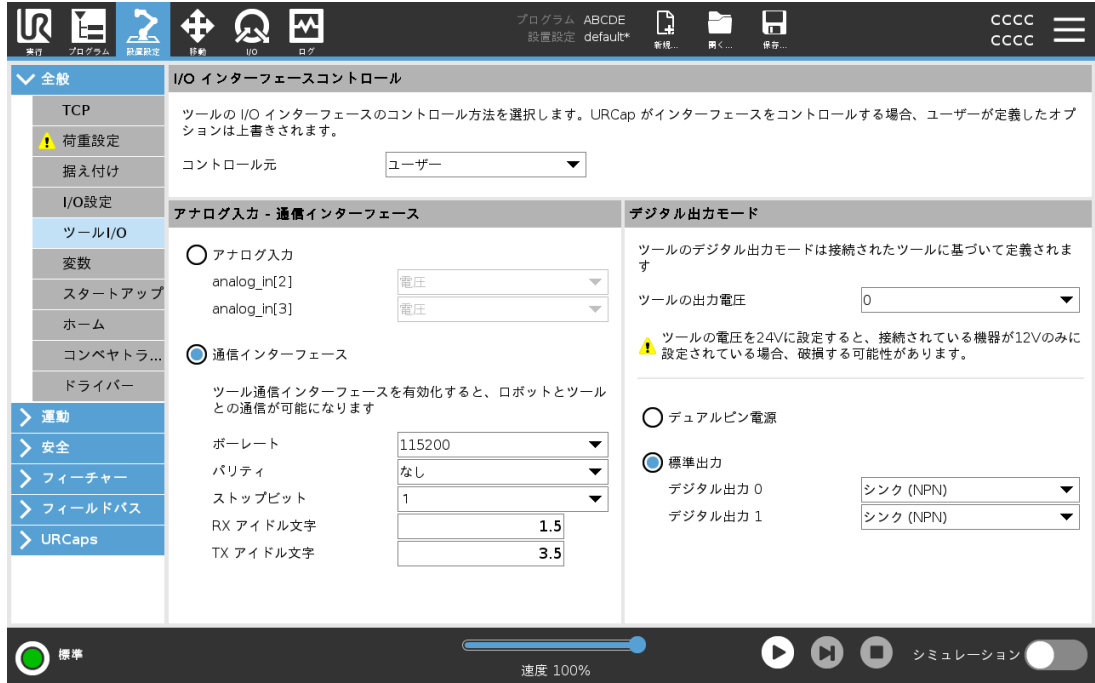 UR
実行
プログラム
設置設定
移動
I/O
ログ
プログラム ABCDE
設置設定 default*
新規...
開く...
保存...
CCCC
CCCC
全般
TCP
荷重設定
据え付け
I/O設定
ツールI/O
変数
スタートアップ
ホーム
コンベヤトラ...
ドライバー
運動
安全
フィーチャー
フィールドバス
URCaps
I/O インターフェースコントロール
ツールの I/O インターフェースのコントロール方法を選択します。URCap がインターフェースをコントロールする場合、ユーザーが定義したオプ
ションは上書きされます。
コントロール元 ユーザー
アナログ入力 - 通信インターフェース
アナログ入力
analog_in[2] 電圧
analog_in[3] 電圧
通信インターフェース
ツール通信インターフェースを有効化すると、ロボットとツール
との通信が可能になります
ボーレート 115200
パリティ なし
ストップビット 1
RX アイドル文字 1.5
TX アイドル文字 3.5
デジタル出力モード
ツールのデジタル出力モードは接続されたツールに基づいて定義されま
す
ツールの出力電圧 0
ツールの電圧を24Vに設定すると、接続されている機器が12Vのみに
設定されている場合、破損する可能性があります。
デュアルピン電源
標準出力
デジタル出力 0 シンク (NPN)
デジタル出力 1 シンク (NPN)
標準
速度 100%
シミュレーション